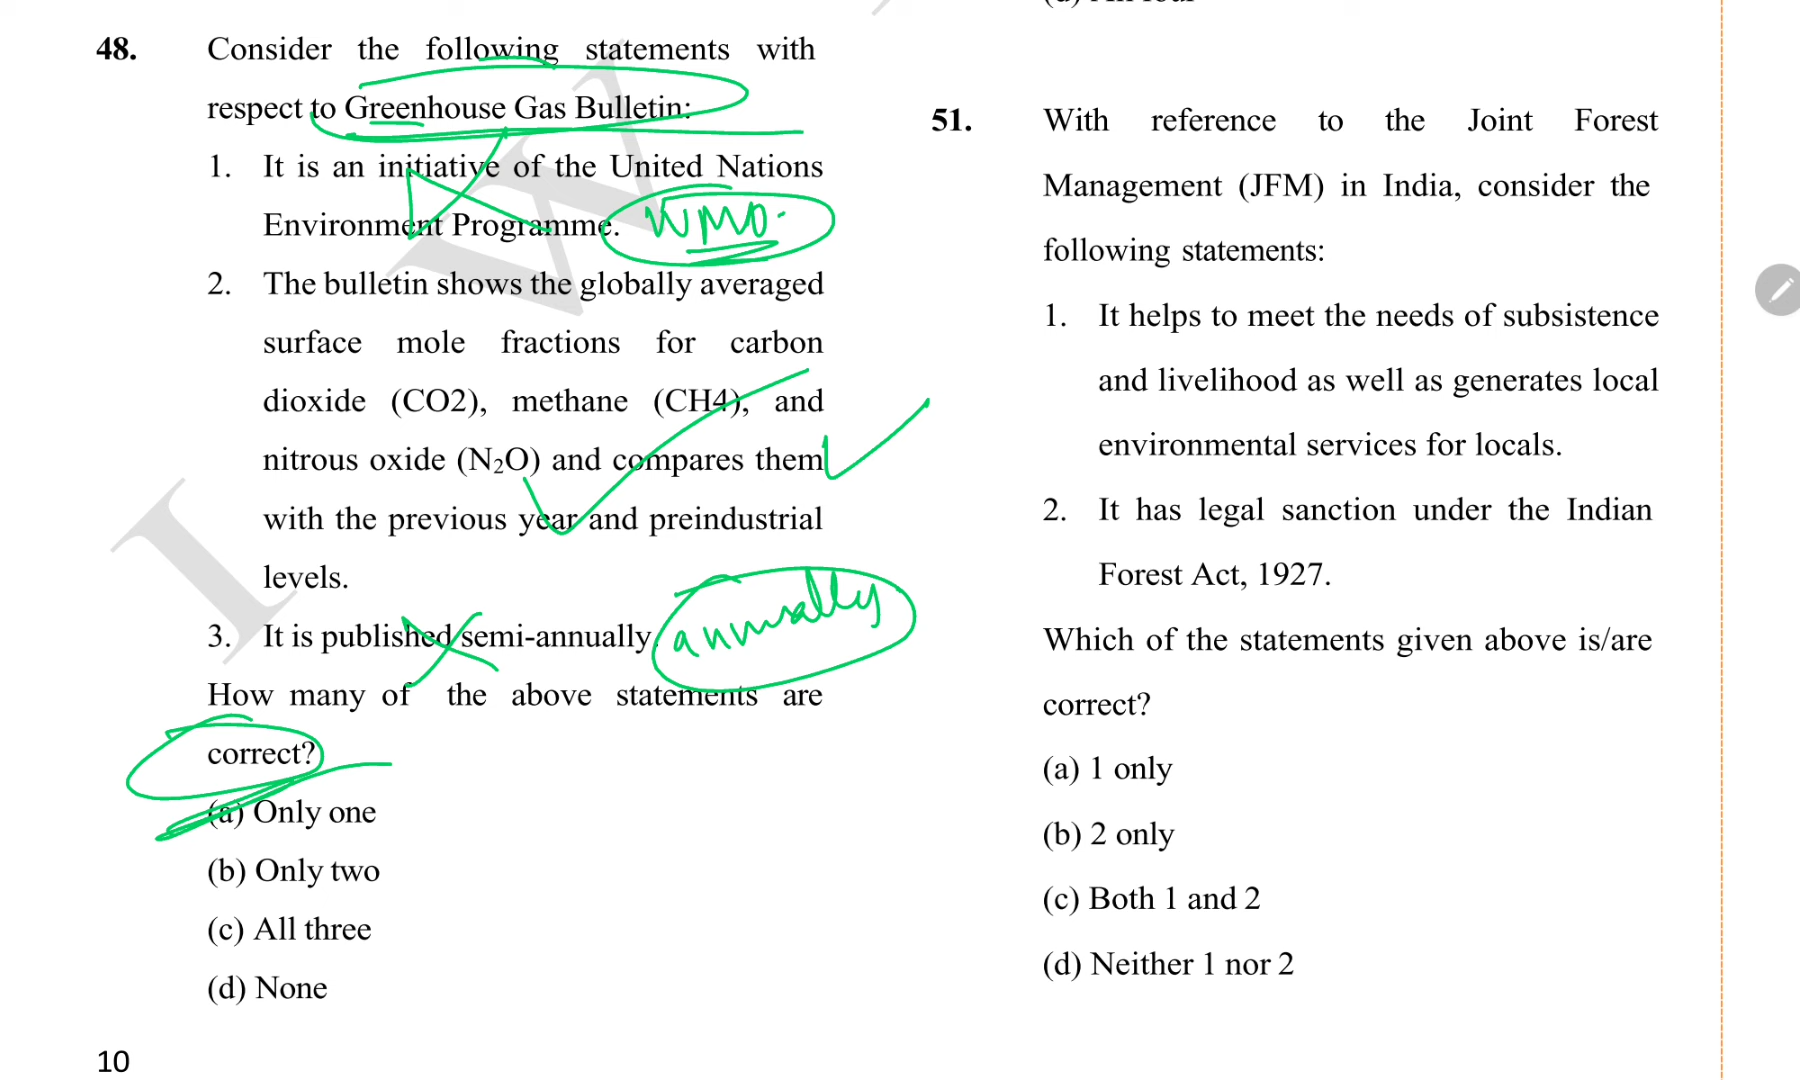 48. Consider the following statements with
respect to Greenhouse Gas Bulletin:
1. It is an initiative of the United Nations
Environment Programme. WMO.
2. The bulletin shows the globally averaged
surface mole fractions for carbon
dioxide (CO2), methane (CH4), and
nitrous oxide (N₂O) and compares them
with the previous year and preindustrial
levels.
3. It is published semi-annually. annually
How many of the above statements are
correct?
(a) Only one
(b) Only two
(c) All three
(d) None
10
51. With reference to the Joint Forest
Management (JFM) in India, consider the
following statements:
1. It helps to meet the needs of subsistence
and livelihood as well as generates local
environmental services for locals.
2. It has legal sanction under the Indian
Forest Act, 1927.
Which of the statements given above is/are
correct?
(a) 1 only
(b) 2 only
(c) Both 1 and 2
(d) Neither 1 nor 2